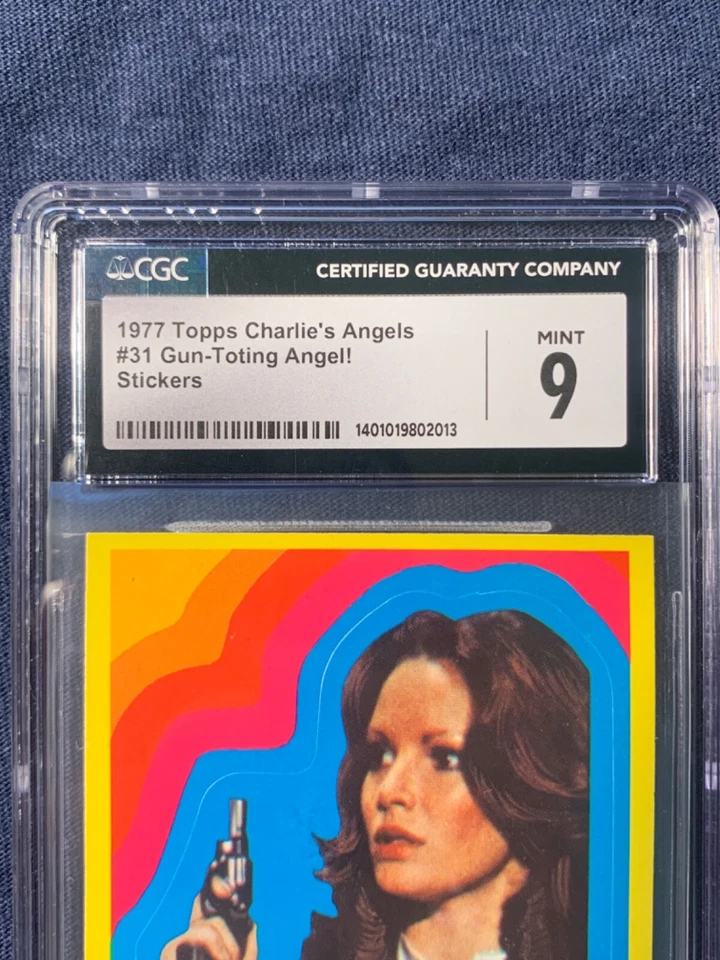 CGC
CERTIFIED GUARANTY COMPANY
1977 Topps Charlie's Angels
#31 Gun-Toting Angel!
Stickers
MINT
9
1401019802013